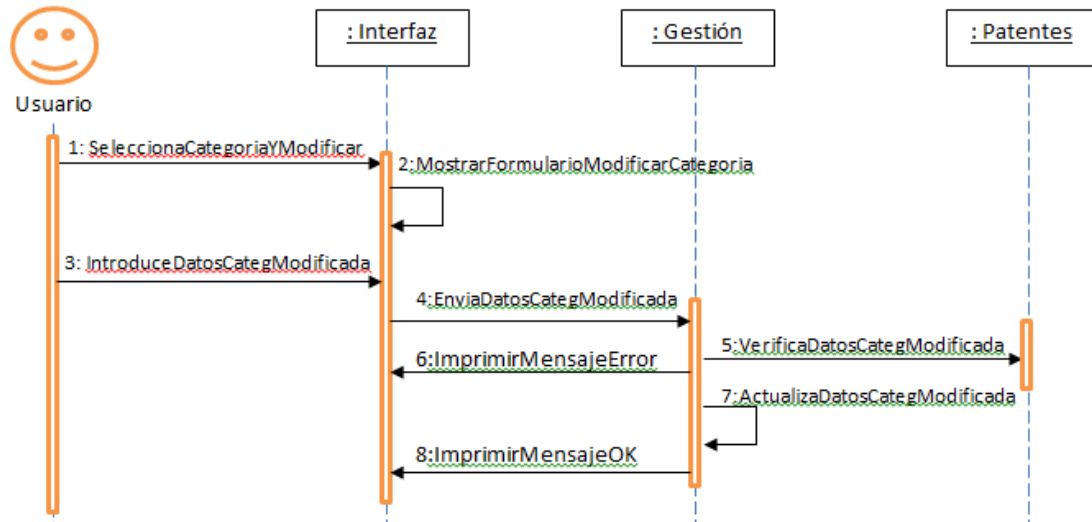 : Interfaz
: Gestión
: Patentes
Usuario
1: SeleccionaCategoriaYModificar
2:MostrarFormularioModificarCategoria
3: IntroduceDatosCategModificada
4:EnviaDatosCategModificada
5:VerificaDatosCategModificada
6:ImprimirMensajeError
7:ActualizaDatosCategModificada
8:ImprimirMensajeOK